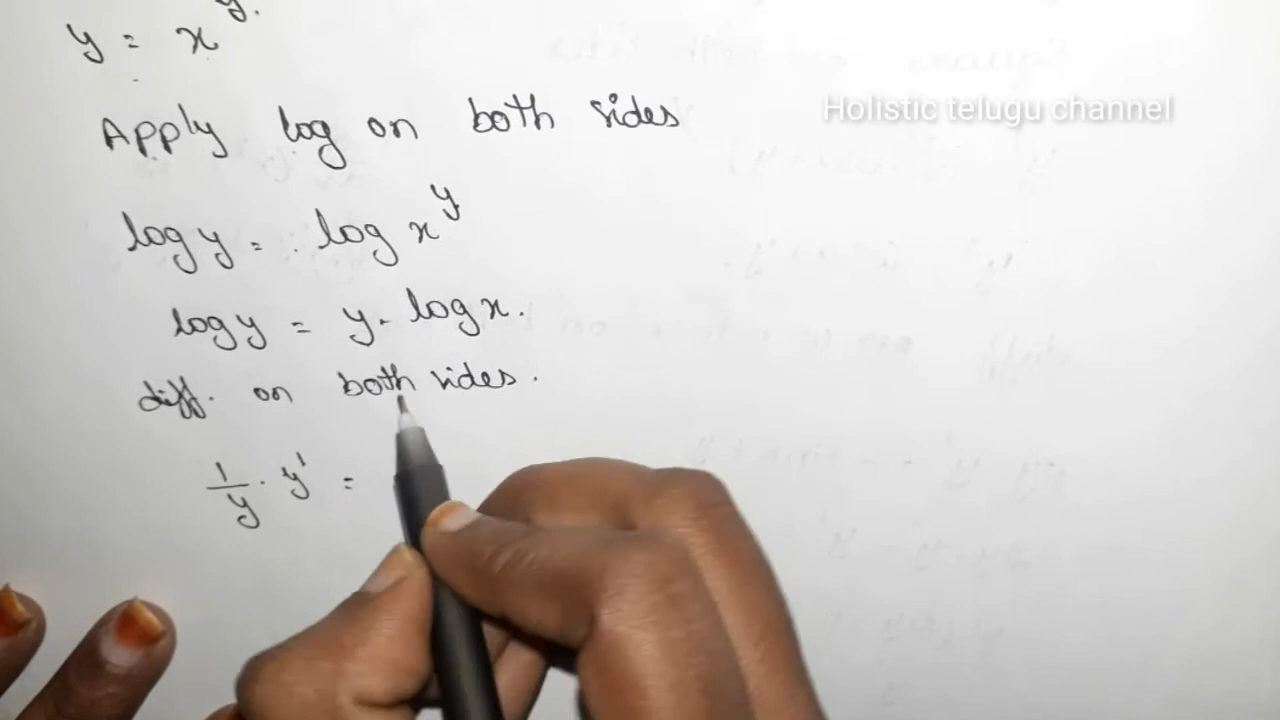 y = x^y.
Apply log on both sides
Holistic telugu channel
log y = log x^y
log y = y. log x.
diff. on both sides.
1/y . y' =